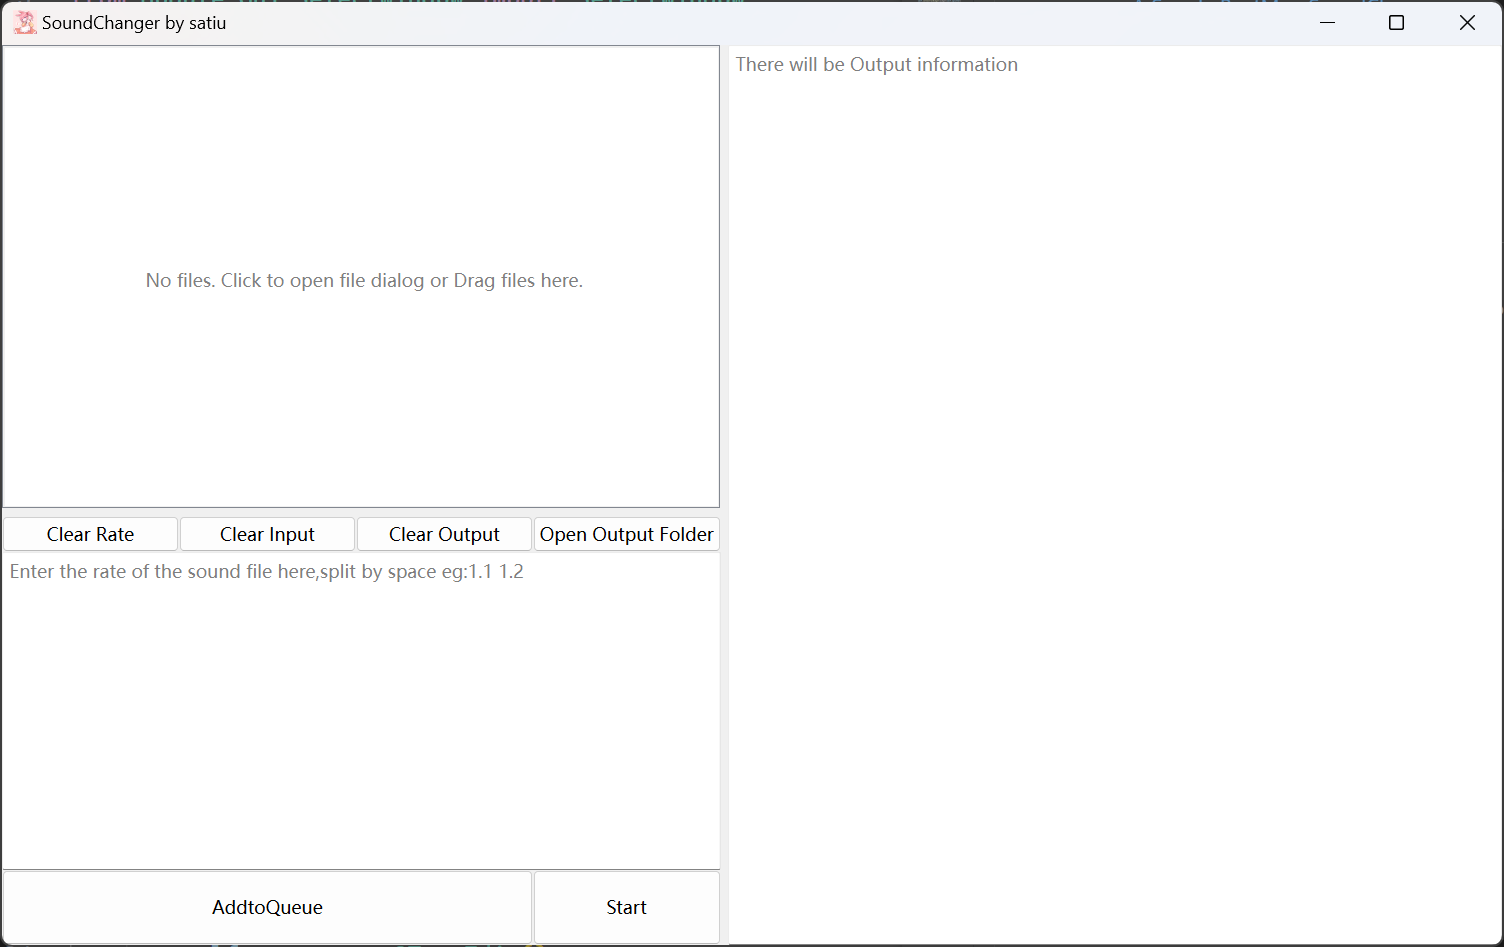 SoundChanger by satiu
No files. Click to open file dialog or Drag files here.
Clear Rate
Clear Input
Clear Output
Open Output Folder
Enter the rate of the sound file here,split by space eg:1.1 1.2
AddtoQueue
Start
There will be Output information